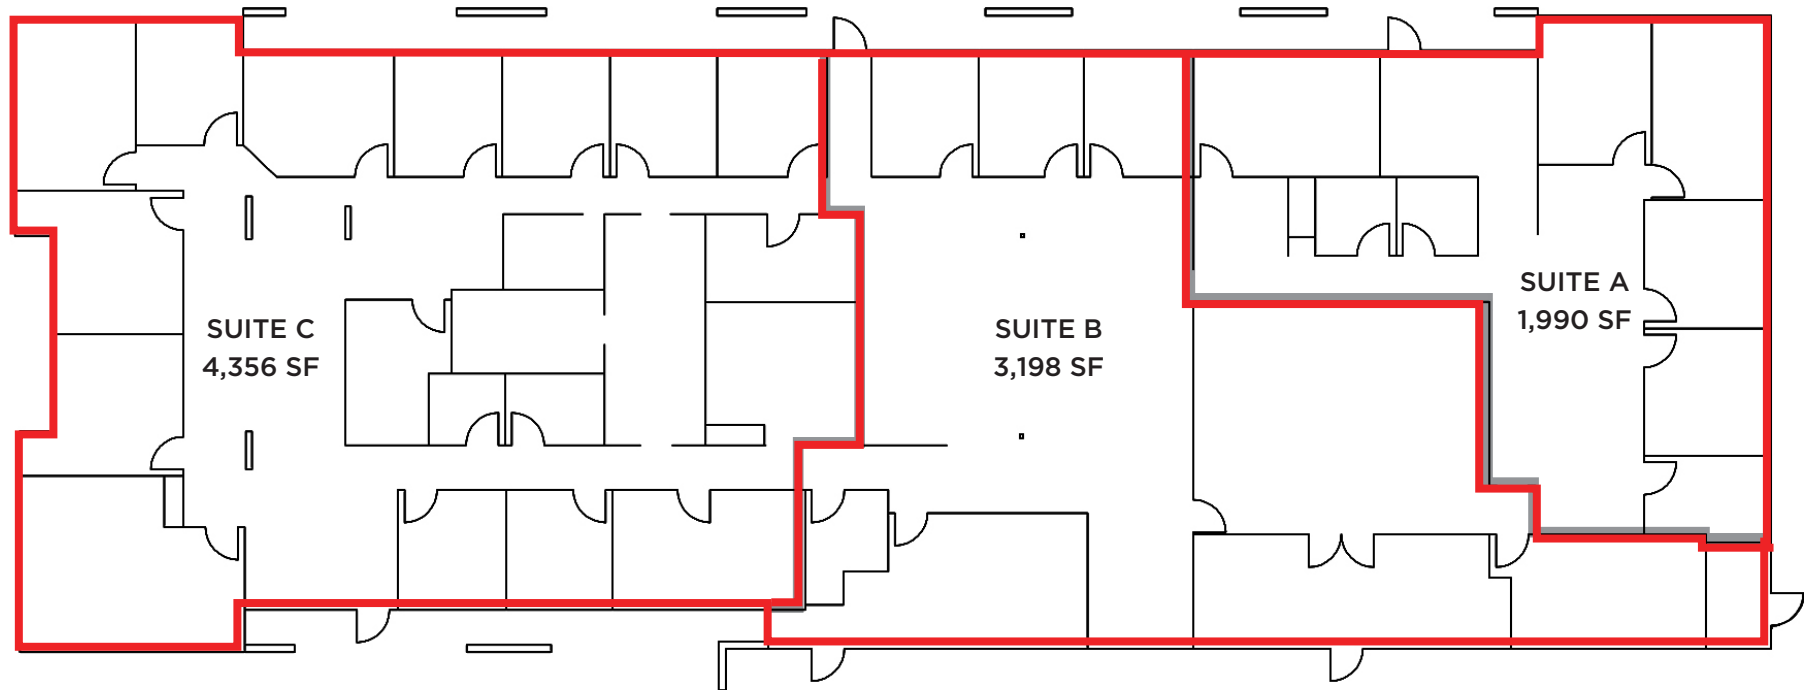 SUITE C
4,356 SF
SUITE B
3,198 SF
SUITE A
1,990 SF